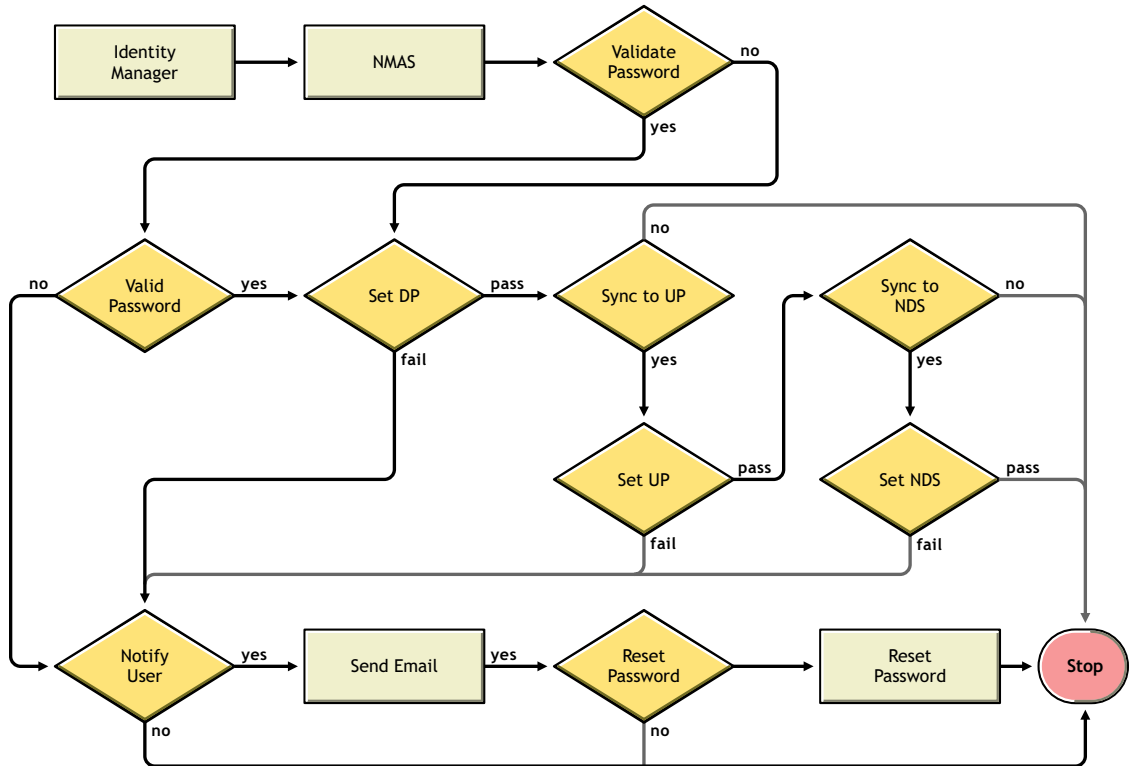 Identity
Manager
NMAS
Validate
Password
no
yes
no
no
Valid
Password
yes
Set DP
pass
Sync to UP
Sync to
NDS
no
fail
yes
yes
Set UP
pass
Set NDS
pass
fail
fail
Notify
User
yes
Send Email
yes
Reset
Password
Reset
Password
Stop
no
no